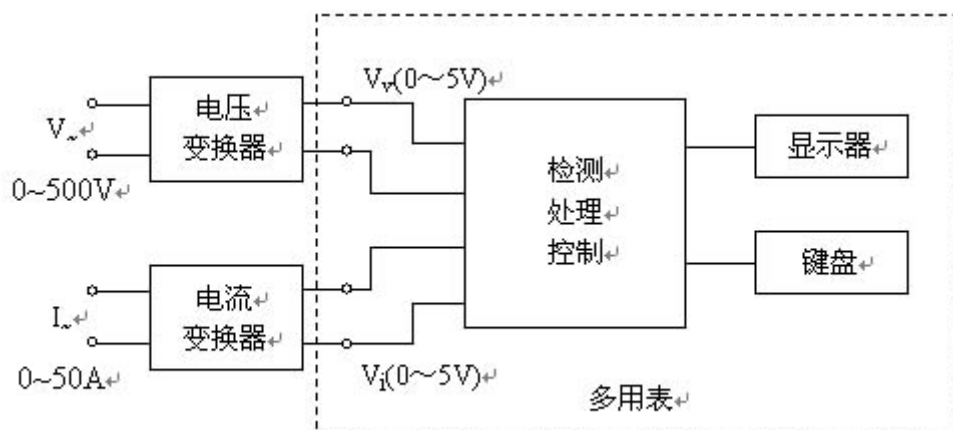 V~
0~500V
电压
变换器
Vv(0～5V)
I~
0~50A
电流
变换器
Vi(0～5V)
检测
处理
控制
显示器
键盘
多用表